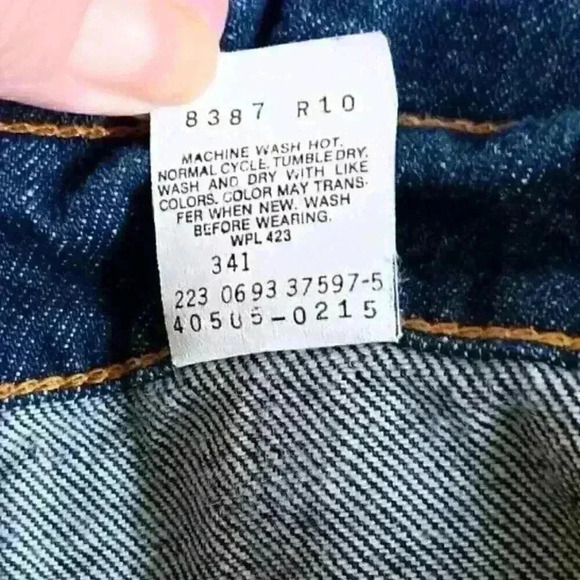 8387 R10
MACHINE WASH HOT.
NORMAL CYCLE. TUMBLE DRY.
WASH AND DRY WITH LIKE
COLORS. COLOR MAY TRANS-
FER WHEN NEW. WASH
BEFORE WEARING.
WPL 423
341
223 0693 37597-5
40505-0215